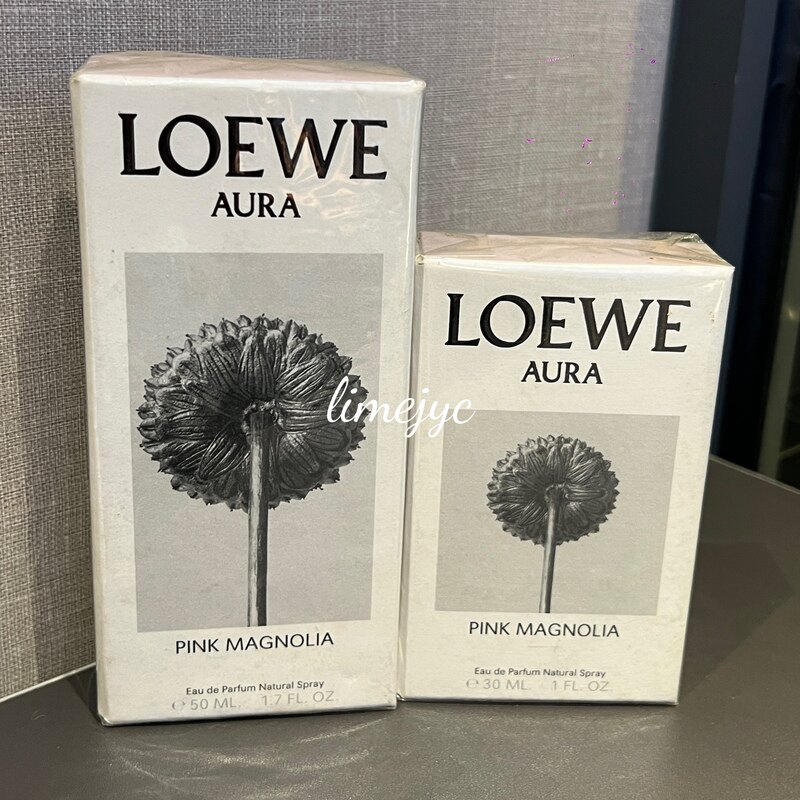 LOEWE
AURA
PINK MAGNOLIA
Eau de Parfum Natural Spray
℮ 50 ML. 1.7 FL. OZ.
LOEWE
AURA
PINK MAGNOLIA
Eau de Parfum Natural Spray
℮ 30 ML. 1 FL. OZ.
limejyc